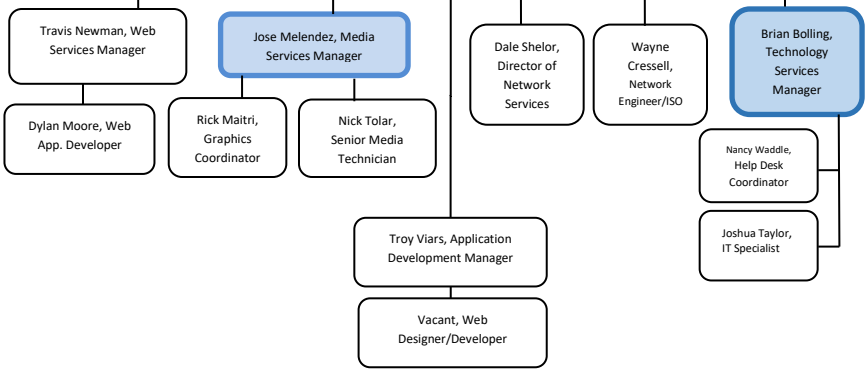 Travis Newman, Web
Services Manager
Jose Melendez, Media
Services Manager
Dale Shelor,
Director of
Network
Services
Wayne
Cressell,
Network
Engineer/ISO
Brian Bolling,
Technology
Services
Manager
Dylan Moore, Web
App. Developer
Rick Maitri,
Graphics
Coordinator
Nick Tolar,
Senior Media
Technician
Nancy Waddle,
Help Desk
Coordinator
Joshua Taylor,
IT Specialist
Troy Viars, Application
Development Manager
Vacant, Web
Designer/Developer